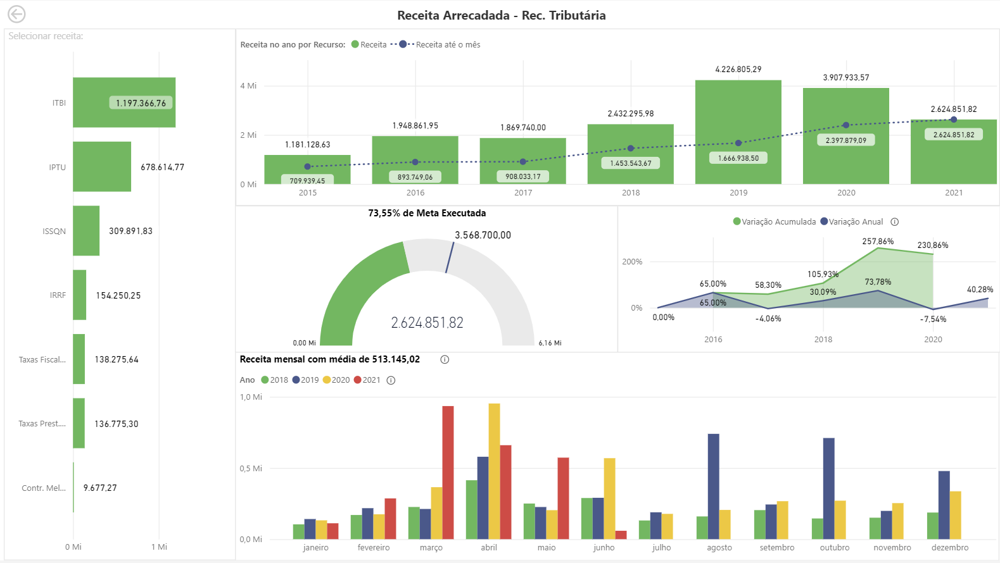 Receita Arrecadada - Rec. Tributária
Selecionar receita:
ITBI 1.197.366,76
IPTU 678.614,77
ISSQN 309.891,83
IRRF 154.250,25
Taxas Fiscal... 138.275,64
Taxas Prest.... 136.775,30
Contr. Mel... 9.677,27
0 Mi 1 Mi
Receita no ano por Recurso: Receita Receita até o mês
4 Mi
2 Mi
0 Mi
1.181.128,63 1.948.861,95 1.869.740,00 2.432.295,98 4.226.805,29 3.907.933,57 2.624.851,82
709.939,45 893.749,06 908.033,17 1.453.543,67 1.666.938,50 2.397.879,09 2.624.851,82
2015 2016 2017 2018 2019 2020 2021
73,55% de Meta Executada
3.568.700,00
2.624.851,82
0,00 Mi 6,16 Mi
Variação Acumulada Variação Anual
200%
0%
65,00% 58,30% 105,93% 257,86% 230,86%
0,00% 65,00% -4,06% 30,09% 73,78% -7,54% 40,28%
2016 2018 2020
Receita mensal com média de 513.145,02
Ano 2018 2019 2020 2021
1,0 Mi
0,5 Mi
0,0 Mi
janeiro fevereiro março abril maio junho julho agosto setembro outubro novembro dezembro